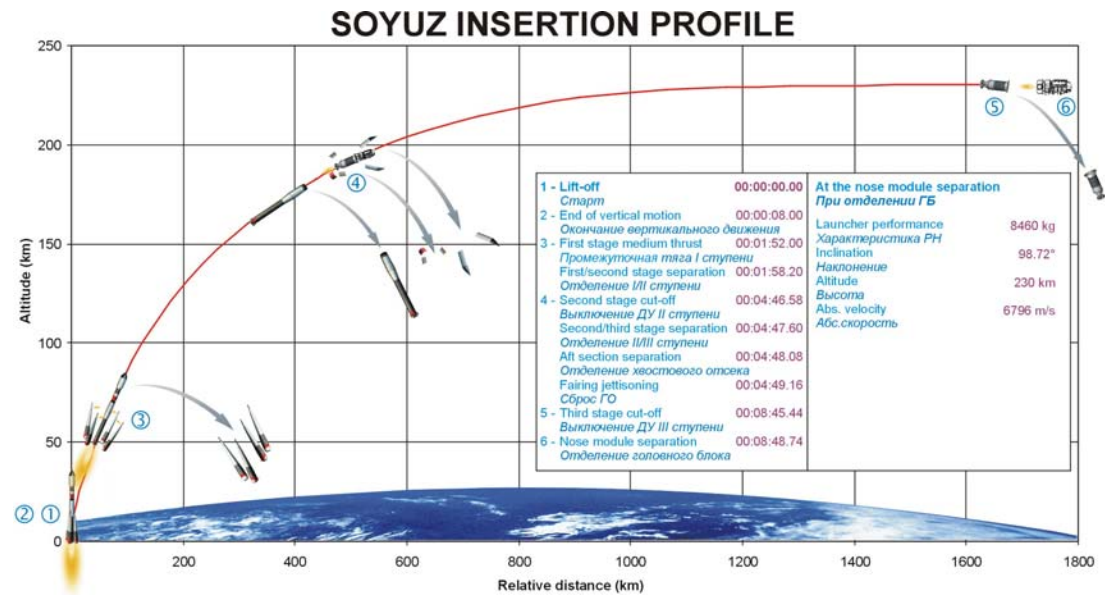 SOYUZ INSERTION PROFILE
250
200
150
100
50
0
Altitude (km)
200
400
600
800
1000
1200
1400
1600
1800
Relative distance (km)
② ①
③
④
⑤
⑥
1 - Lift-off 00:00:00.00
Старт
2 - End of vertical motion 00:00:08.00
Окончание вертикального движения
3 - First stage medium thrust 00:01:52.00
Промежуточная тяга I ступени
First/second stage separation 00:01:58.20
Отделение I/II ступени
4 - Second stage cut-off 00:04:46.58
Выключение ДУ II ступени
Second/third stage separation 00:04:47.60
Отделение II/III ступени
Aft section separation 00:04:48.08
Отделение хвостового отсека
Fairing jettisoning 00:04:49.16
Сброс ГО
5 - Third stage cut-off 00:08:45.44
Выключение ДУ III ступени
6 - Nose module separation 00:08:48.74
Отделение головного блока
At the nose module separation
При отделении ГБ
Launcher performance 8460 kg
Характеристика РН
Inclination 98.72°
Наклонение
Altitude 230 km
Высота
Abs. velocity 6796 m/s
Абс.скорость